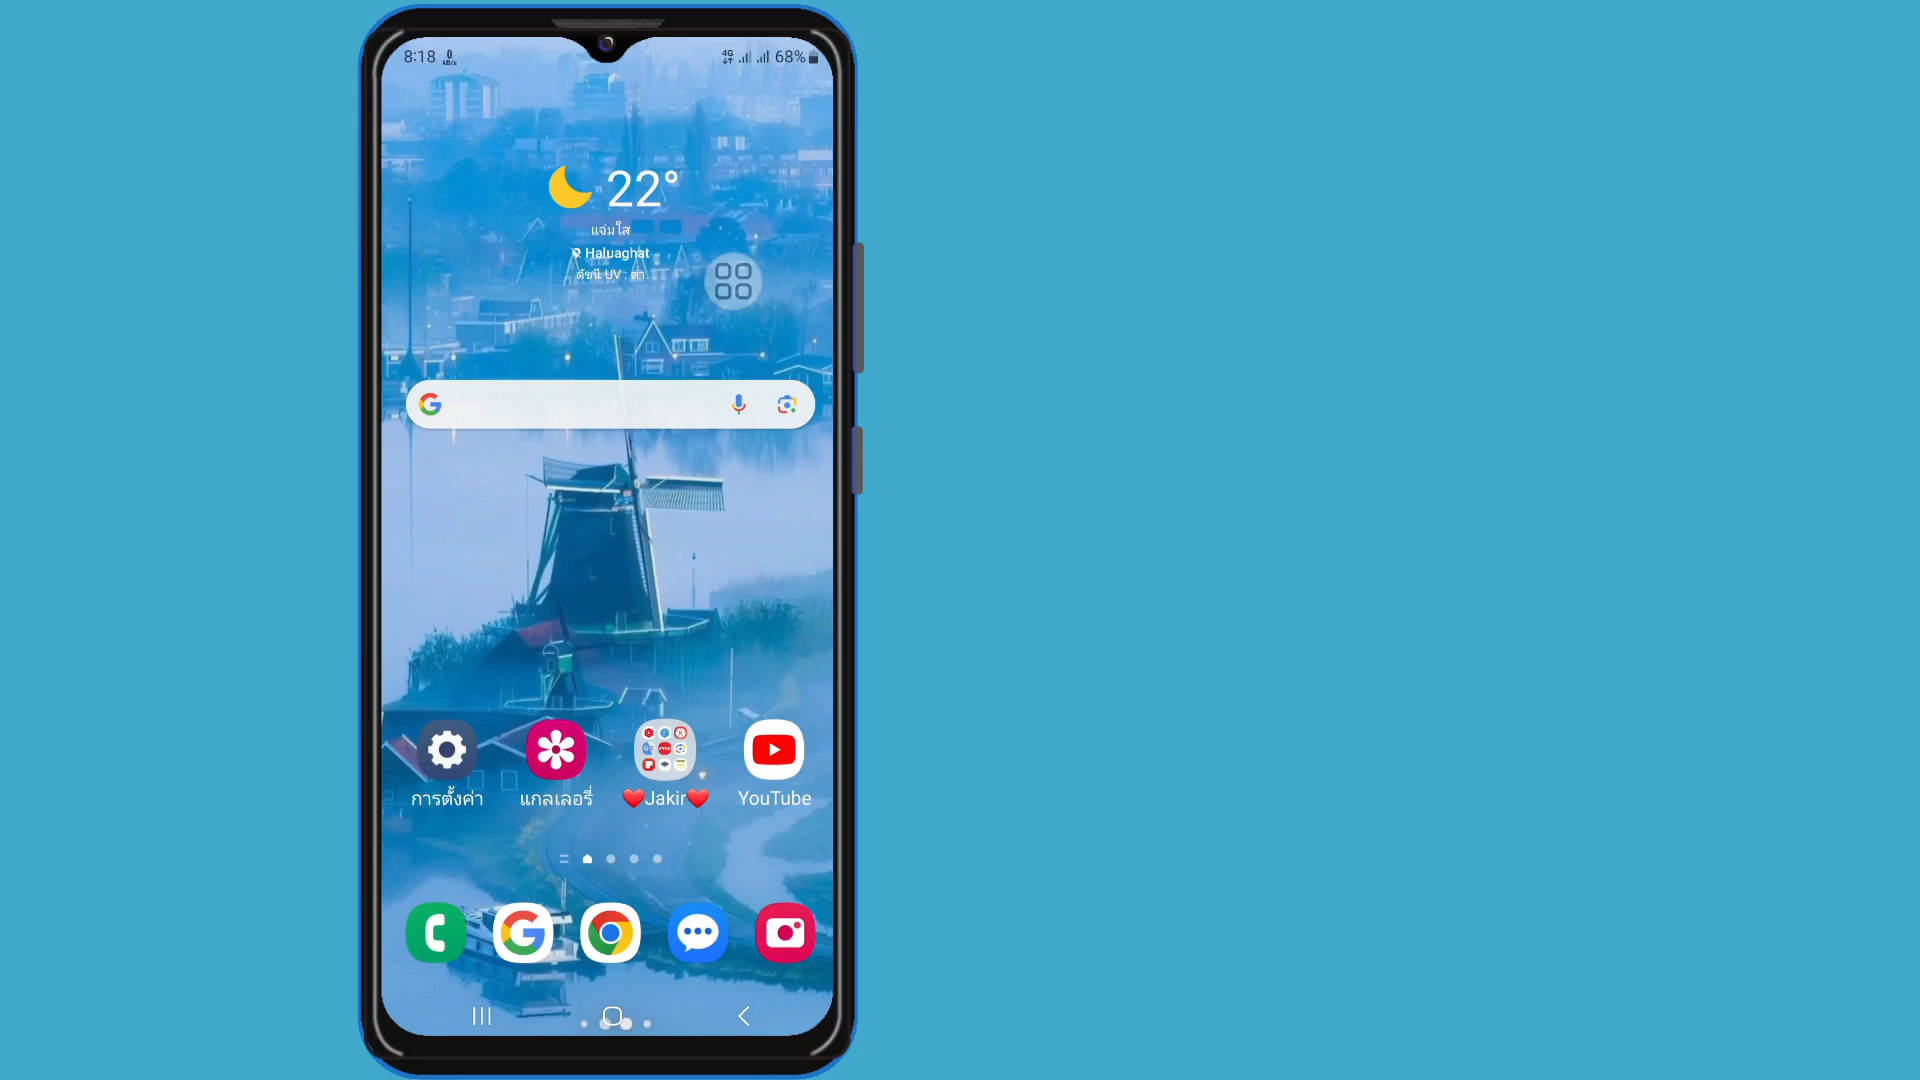 8:18 0 kB/s 4G 68%
22°
แจ่มใส
Haluaghat
ดัชนี UV : ต่ำ
การตั้งค่า แกลเลอรี่ ❤️Jakir❤️ YouTube